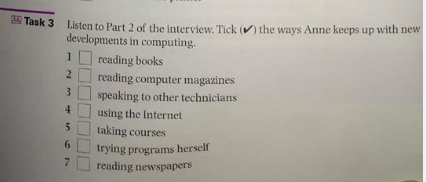 Task 3 Listen to Part 2 of the interview. Tick (✔) the ways Anne keeps up with new
developments in computing.
1 reading books
2 reading computer magazines
3 speaking to other technicians
4 using the Internet
5 taking courses
6 trying programs herself
7 reading newspapers